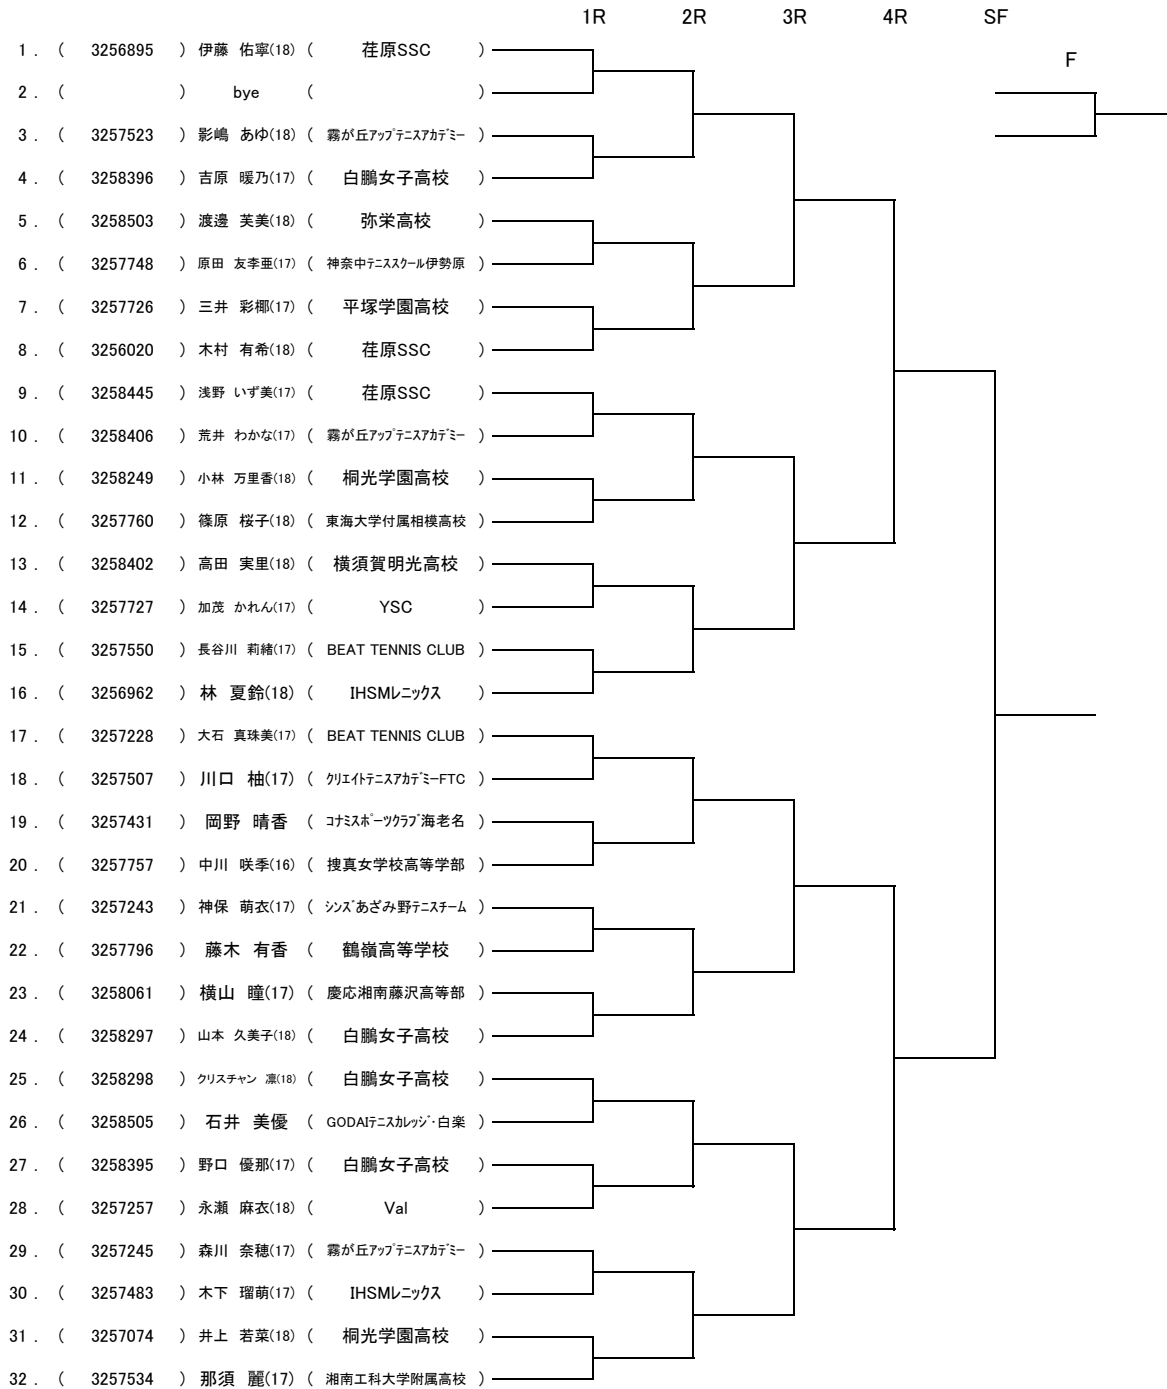 1R 2R 3R 4R SF
1． （ 3256895 ） 伊藤 佑寧(18) （ 荏原SSC ）
F
2． （ ） bye （ ）
3． （ 3257523 ） 影嶋 あゆ(18) （ 霧が丘ｱｯﾌﾟﾃﾆｽｱｶﾃﾞﾐｰ ）
4． （ 3258396 ） 吉原 暖乃(17) （ 白鵬女子高校 ）
5． （ 3258503 ） 渡邊 芙美(18) （ 弥栄高校 ）
6． （ 3257748 ） 原田 友李亜(17) （ 神奈中ﾃﾆｽｽｸｰﾙ伊勢原 ）
7． （ 3257726 ） 三井 彩椰(17) （ 平塚学園高校 ）
8． （ 3256020 ） 木村 有希(18) （ 荏原SSC ）
9． （ 3258445 ） 浅野 いず美(17) （ 荏原SSC ）
10． （ 3258406 ） 荒井 わかな(17) （ 霧が丘ｱｯﾌﾟﾃﾆｽｱｶﾃﾞﾐｰ ）
11． （ 3258249 ） 小林 万里香(18) （ 桐光学園高校 ）
12． （ 3257760 ） 篠原 桜子(18) （ 東海大学付属相模高校 ）
13． （ 3258402 ） 高田 実里(18) （ 横須賀明光高校 ）
14． （ 3257727 ） 加茂 かれん(17) （ YSC ）
15． （ 3257550 ） 長谷川 莉緒(17) （ BEAT TENNIS CLUB ）
16． （ 3256962 ） 林 夏鈴(18) （ IHSMﾚﾆｯｸｽ ）
17． （ 3257228 ） 大石 真珠美(17) （ BEAT TENNIS CLUB ）
18． （ 3257507 ） 川口 柚(17) （ ｸﾘｴｲﾄﾃﾆｽｱｶﾃﾞﾐｰFTC ）
19． （ 3257431 ） 岡野 晴香 （ ｺﾅﾐｽﾎﾟｰﾂｸﾗﾌﾞ海老名 ）
20． （ 3257757 ） 中川 咲季(16) （ 捜真女学校高等学部 ）
21． （ 3257243 ） 神保 萌衣(17) （ ｼﾝｽﾞあざみ野ﾃﾆｽﾁｰﾑ ）
22． （ 3257796 ） 藤木 有香 （ 鶴嶺高等学校 ）
23． （ 3258061 ） 横山 瞳(17) （ 慶応湘南藤沢高等部 ）
24． （ 3258297 ） 山本 久美子(18) （ 白鵬女子高校 ）
25． （ 3258298 ） クリスチャン 凛(18) （ 白鵬女子高校 ）
26． （ 3258505 ） 石井 美優 （ GODAIﾃﾆｽｶﾚｯｼﾞ･白楽 ）
27． （ 3258395 ） 野口 優那(17) （ 白鵬女子高校 ）
28． （ 3257257 ） 永瀬 麻衣(18) （ Val ）
29． （ 3257245 ） 森川 奈穂(17) （ 霧が丘ｱｯﾌﾟﾃﾆｽｱｶﾃﾞﾐｰ ）
30． （ 3257483 ） 木下 瑠萌(17) （ IHSMﾚﾆｯｸｽ ）
31． （ 3257074 ） 井上 若菜(18) （ 桐光学園高校 ）
32． （ 3257534 ） 那須 麗(17) （ 湘南工科大学附属高校 ）